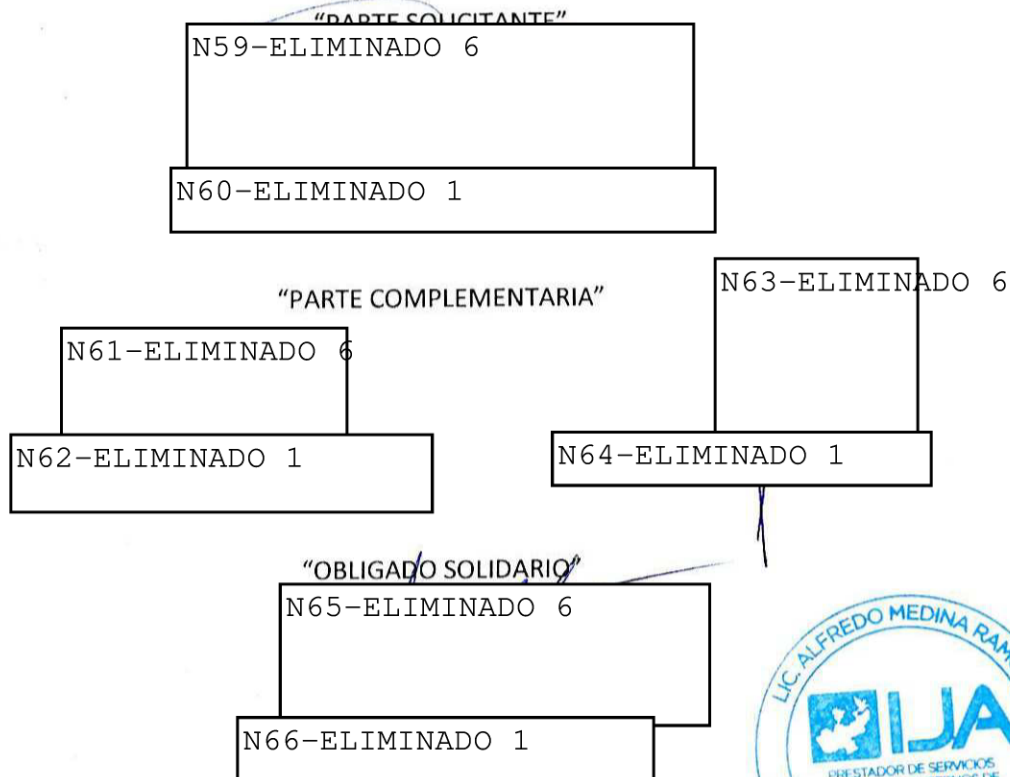 "PARTE SOLICITANTE"
N59-ELIMINADO 6
N60-ELIMINADO 1
"PARTE COMPLEMENTARIA"
N63-ELIMINADO 6
N61-ELIMINADO 6
N62-ELIMINADO 1
N64-ELIMINADO 1
"OBLIGADO SOLIDARIO"
N65-ELIMINADO 6
N66-ELIMINADO 1
LIC. ALFREDO MEDINA
IJA
PRESTADOR DE SERVICIOS